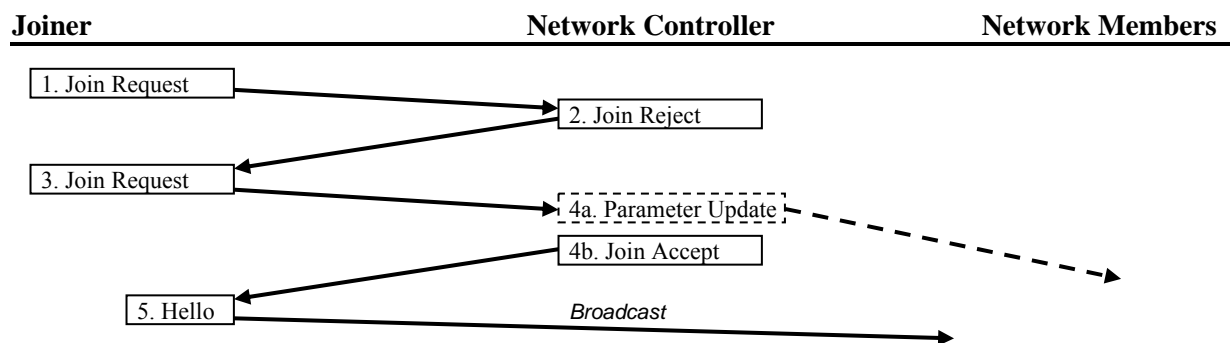 Joiner Network Controller Network Members
1. Join Request
2. Join Reject
3. Join Request
4a. Parameter Update
4b. Join Accept
5. Hello
Broadcast